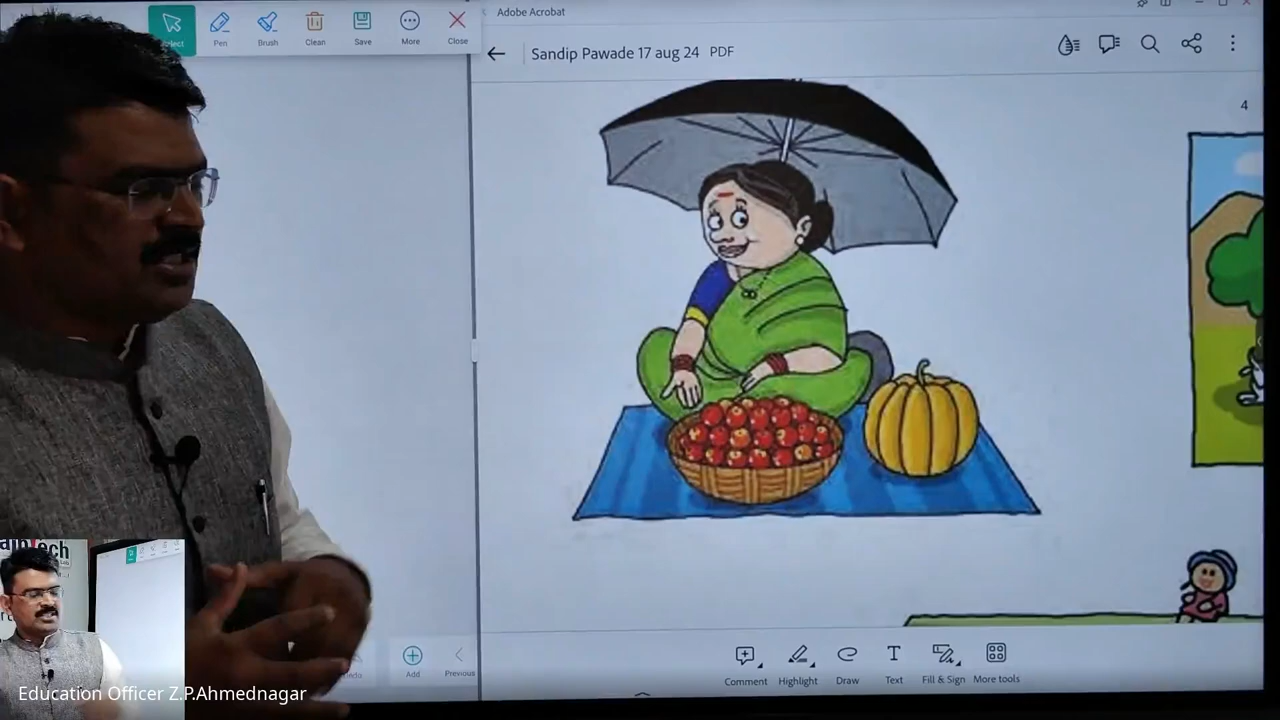 Adobe Acrobat
Select
Pen
Brush
Clean
Save
More
Close
Sandip Pawade 17 aug 24 PDF
4
Add
Previous
Comment
Highlight
Draw
Text
Fill & Sign
More tools
Education Officer Z.P.Ahmednagar